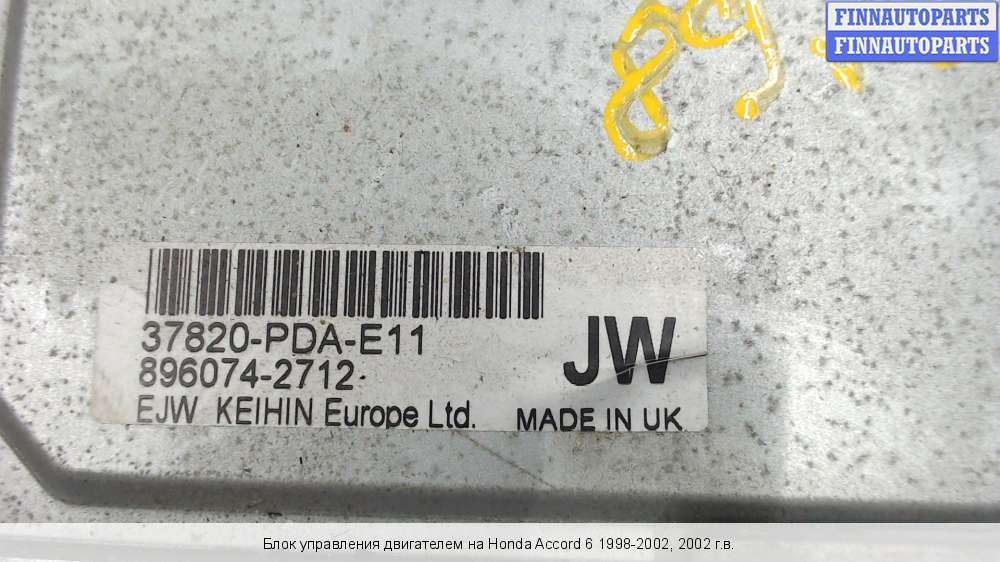 FINNAUTOPARTS
FINNAUTOPARTS
37820-PDA-E11
896074-2712
JW
EJW KEIHIN Europe Ltd. MADE IN UK
Блок управления двигателем на Honda Accord 6 1998-2002, 2002 г.в.